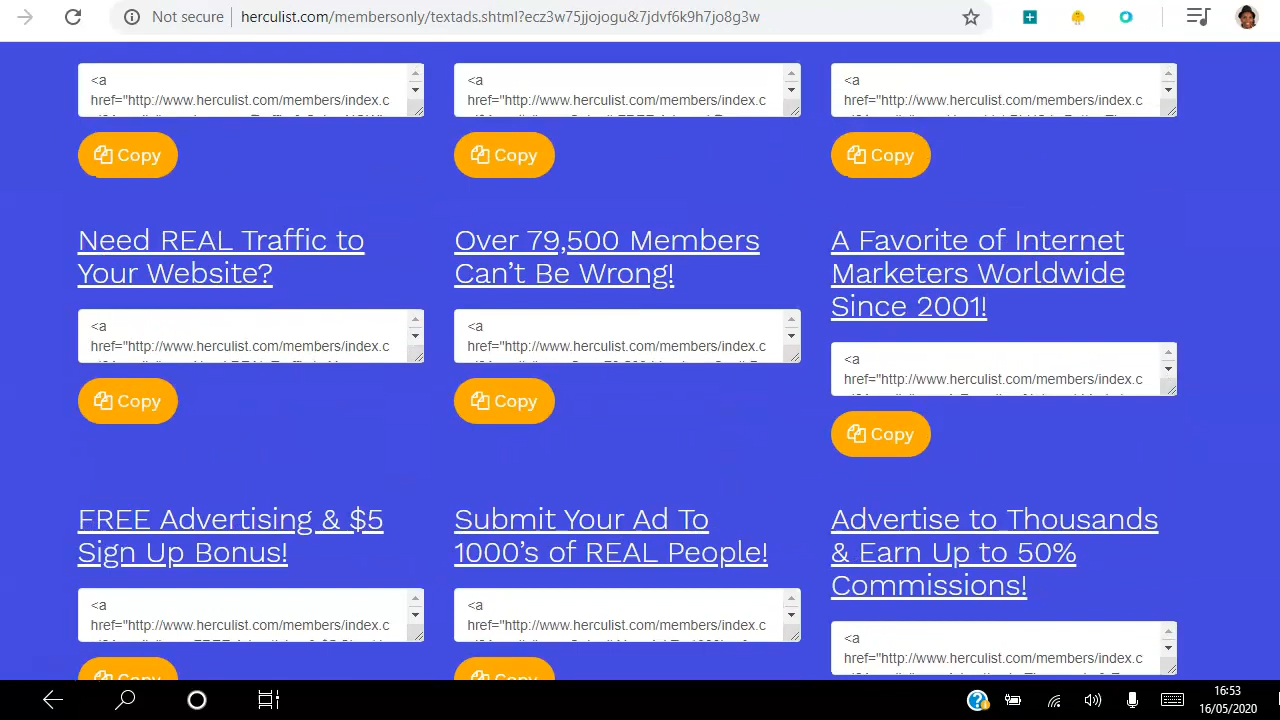 Not secure
herculist.com/membersonly/textads.shtml?ecz3w75jjojogu&7jdvf6k9h7jo8g3w
<a
href="http://www.herculist.com/members/index.c
Copy
<a
href="http://www.herculist.com/members/index.c
Copy
<a
href="http://www.herculist.com/members/index.c
Copy
Need REAL Traffic to
Your Website?
<a
href="http://www.herculist.com/members/index.c
Copy
Over 79,500 Members
Can't Be Wrong!
<a
href="http://www.herculist.com/members/index.c
Copy
A Favorite of Internet
Marketers Worldwide
Since 2001!
<a
href="http://www.herculist.com/members/index.c
Copy
FREE Advertising & $5
Sign Up Bonus!
<a
href="http://www.herculist.com/members/index.c
Copy
Submit Your Ad To
1000's of REAL People!
<a
href="http://www.herculist.com/members/index.c
Copy
Advertise to Thousands
& Earn Up to 50%
Commissions!
<a
href="http://www.herculist.com/members/index.c
16:53
16/05/2020